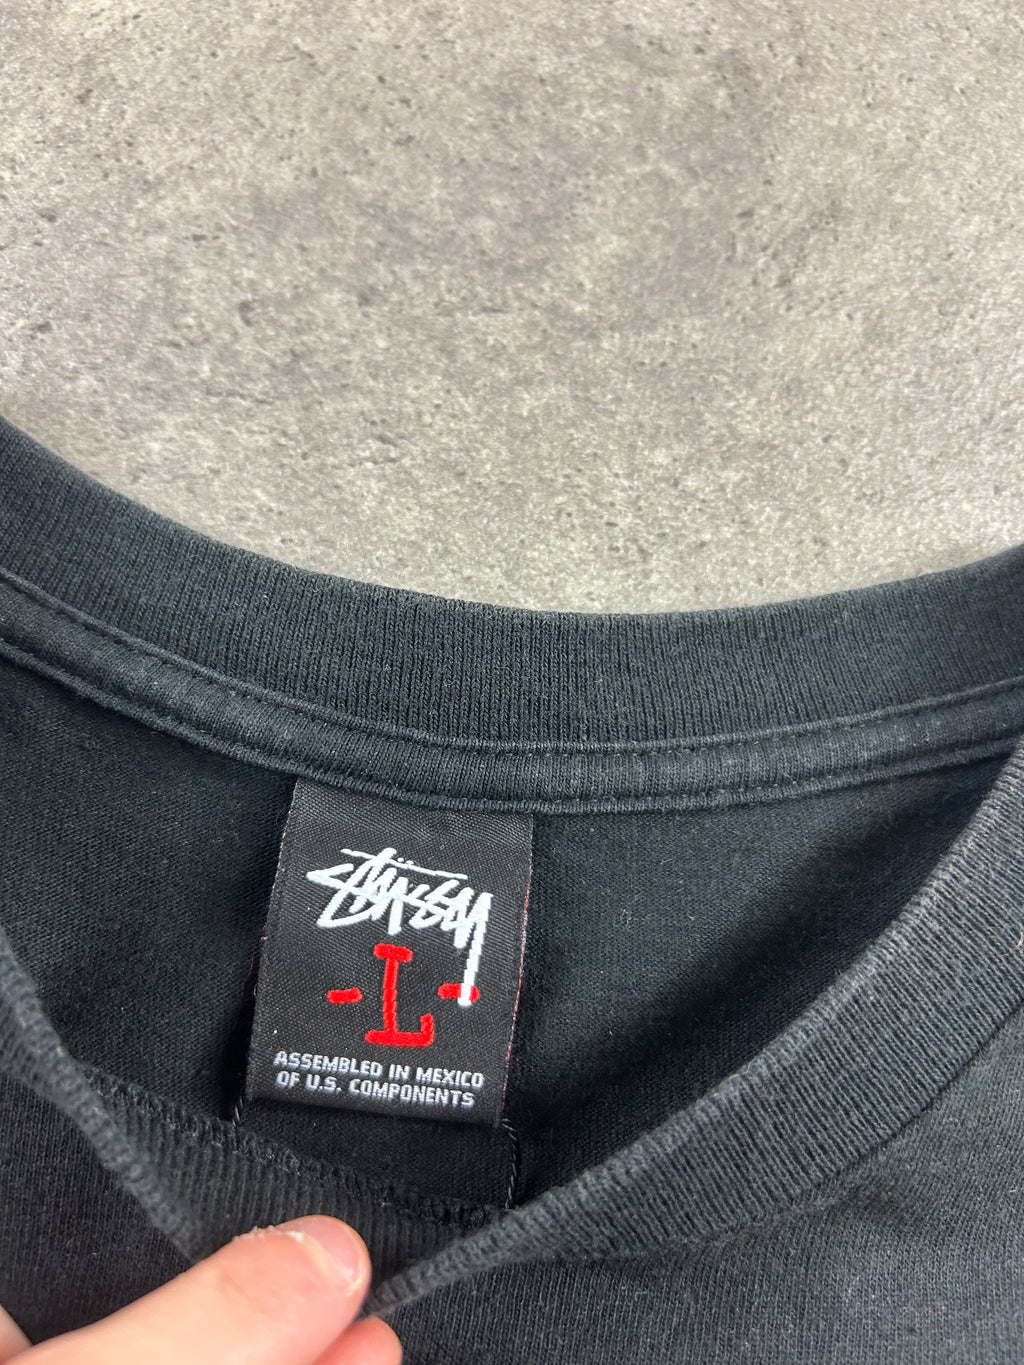 Stüssy
-L-
ASSEMBLED IN MEXICO
OF U.S. COMPONENTS